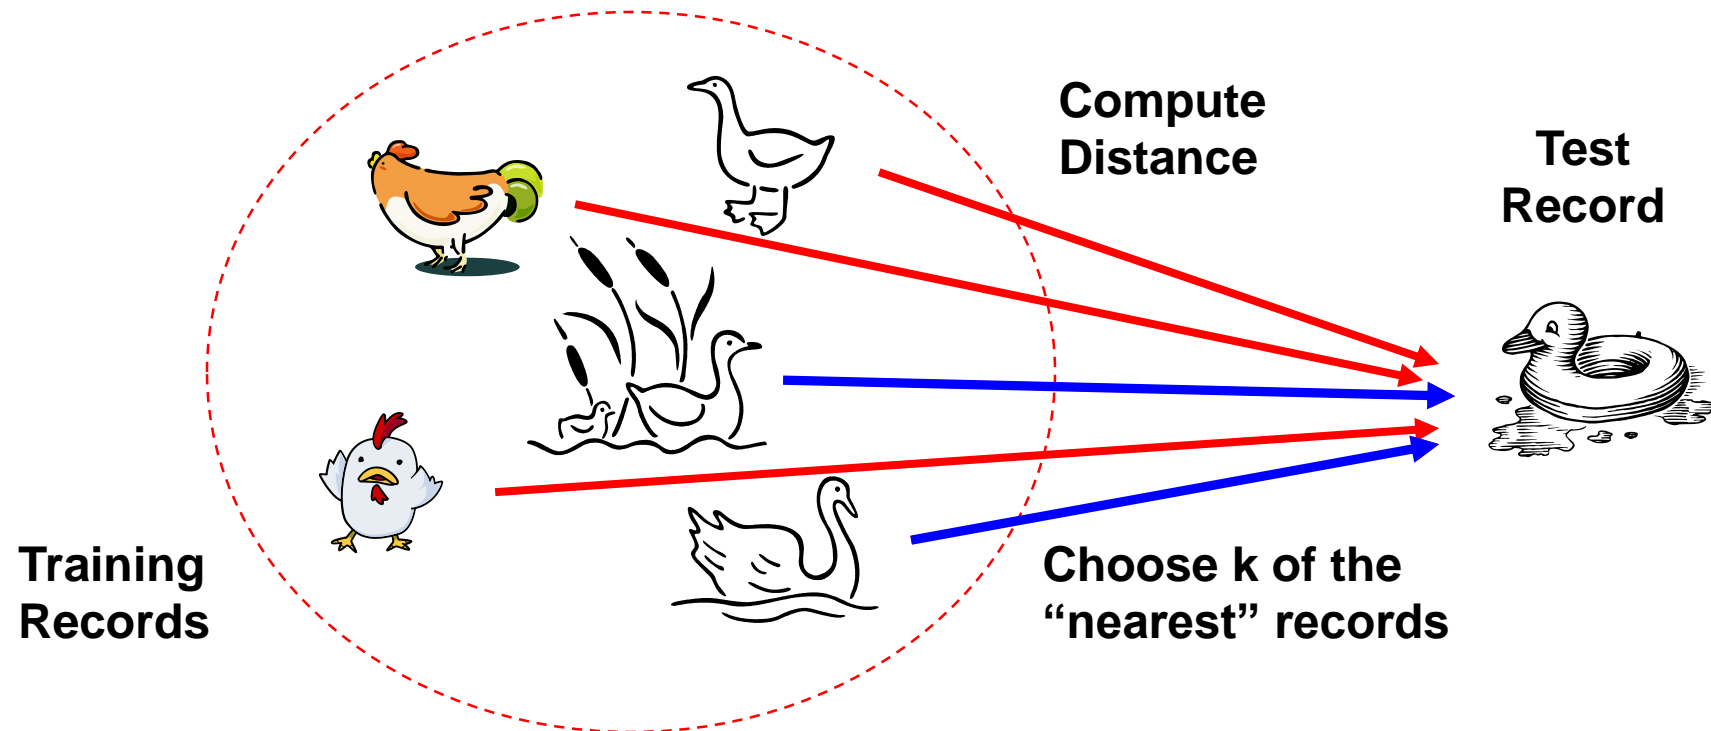 Compute
Distance
Test
Record
Training
Records
Choose k of the
“nearest” records